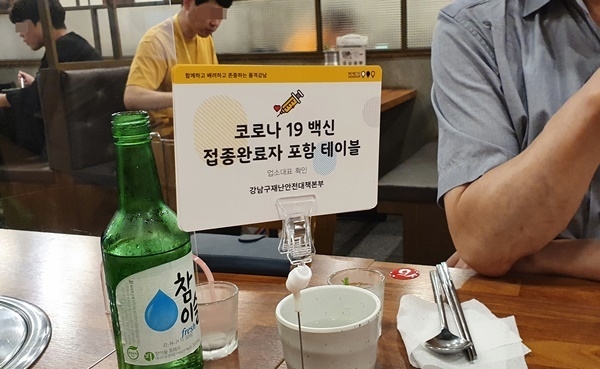 함께하고 배려하고 존중하는 품격강남
코로나 19 백신
접종완료자 포함 테이블
업소대표 확인
강남구재난안전대책본부
참이슬
fresh